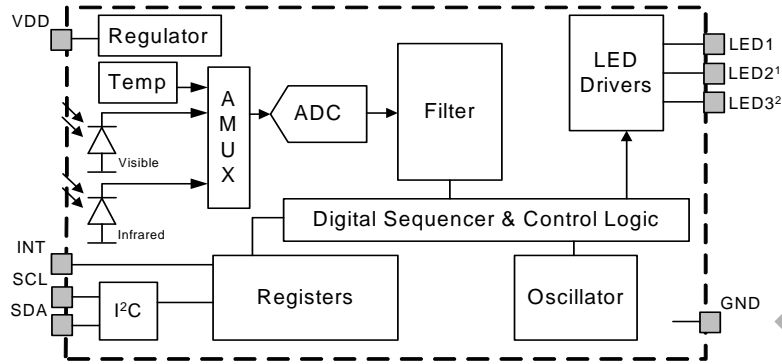 VDD
Regulator
LED1
LED2¹
LED3²
LED
Drivers
Temp
A
M
U
X
ADC
Filter
Visible
Infrared
Digital Sequencer & Control Logic
INT
SCL
SDA
I²C
Registers
Oscillator
GND